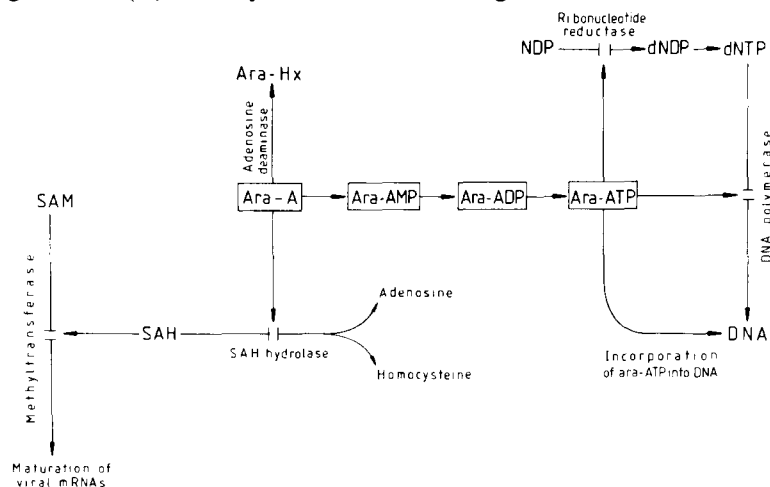 Ribonucleotide
reductase
NDP
dNDP
dNTP
Ara-Hx
Adenosine
deaminase
DNA polymerase
SAM
Ara-A
Ara-AMP
Ara-ADP
Ara-ATP
Methyltransferase
Adenosine
SAH
SAH hydrolase
DNA
Homocysteine
Incorporation
of ara-ATP into DNA
Maturation of
viral mRNAs